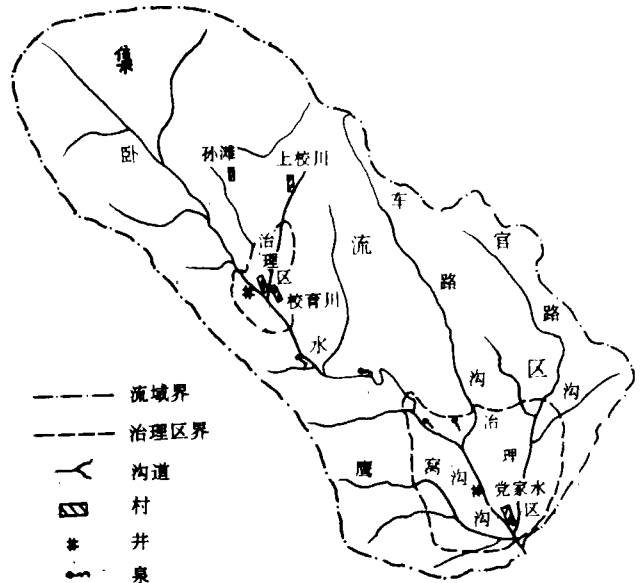 卧
孙滩
上校川
车
官
流
治
理
区
校育川
路
路
水
沟
区
沟
治
理
鹰
窝
沟
沟
党家水
区
流域界
治理区界
沟道
村
井
泉